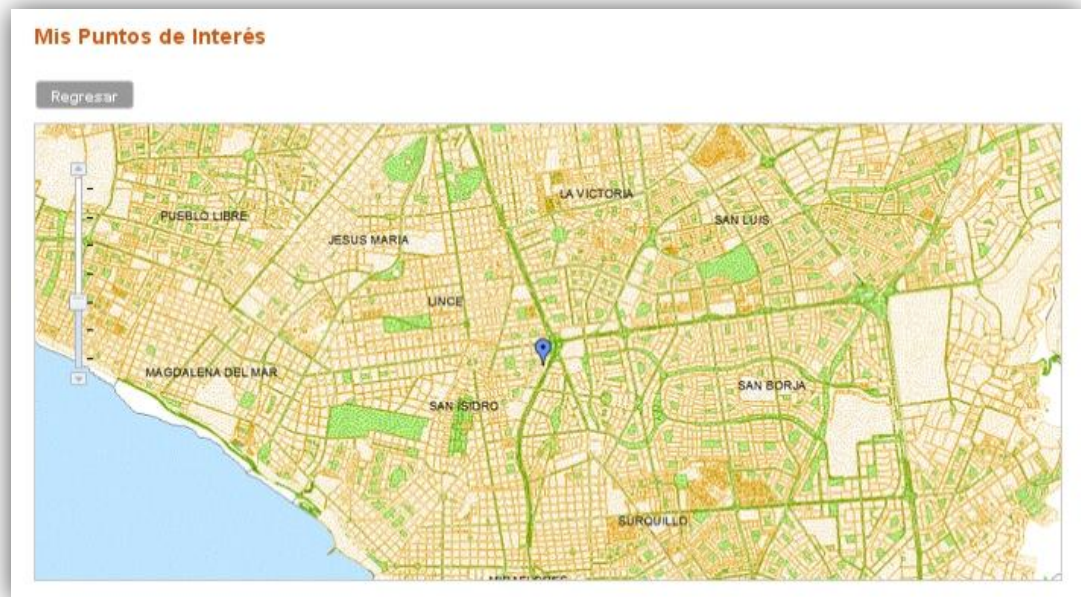 Mis Puntos de Interés
Regresar
LA VICTORIA
PUEBLO LIBRE
SAN LUIS
JESUS MARIA
LINCE
MAGDALENA DEL MAR
SAN BORJA
SAN ISIDRO
SURQUILLO
MIRAFLORES